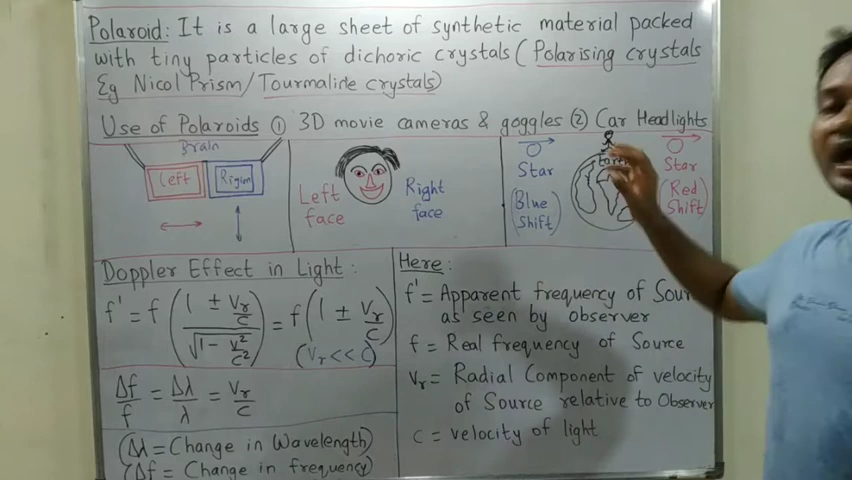 Polaroid: It is a large sheet of synthetic material packed
with tiny particles of dichoric crystals (Polarising crystals
Eg Nicol Prism/Tourmaline crystals)
Use of Polaroids ① 3D movie cameras & goggles ② Car Headlights
Brain
Left Right
Left face
Right face
Star
(Blue Shift)
Earth
Star
(Red Shift)
Doppler Effect in Light:
f' = f ((1 ± Vr/c) / √(1 - v²/c²)) = f (1 ± Vr/c)
(Vr << c)
Δf/f = Δλ/λ = Vr/c
(Δλ = Change in Wavelength)
(Δf = Change in frequency)
Here:
f' = Apparent frequency of
as seen by observer
f = Real frequency of Source
Vr = Radial Component of velocity
of Source relative to Observer
c = velocity of light